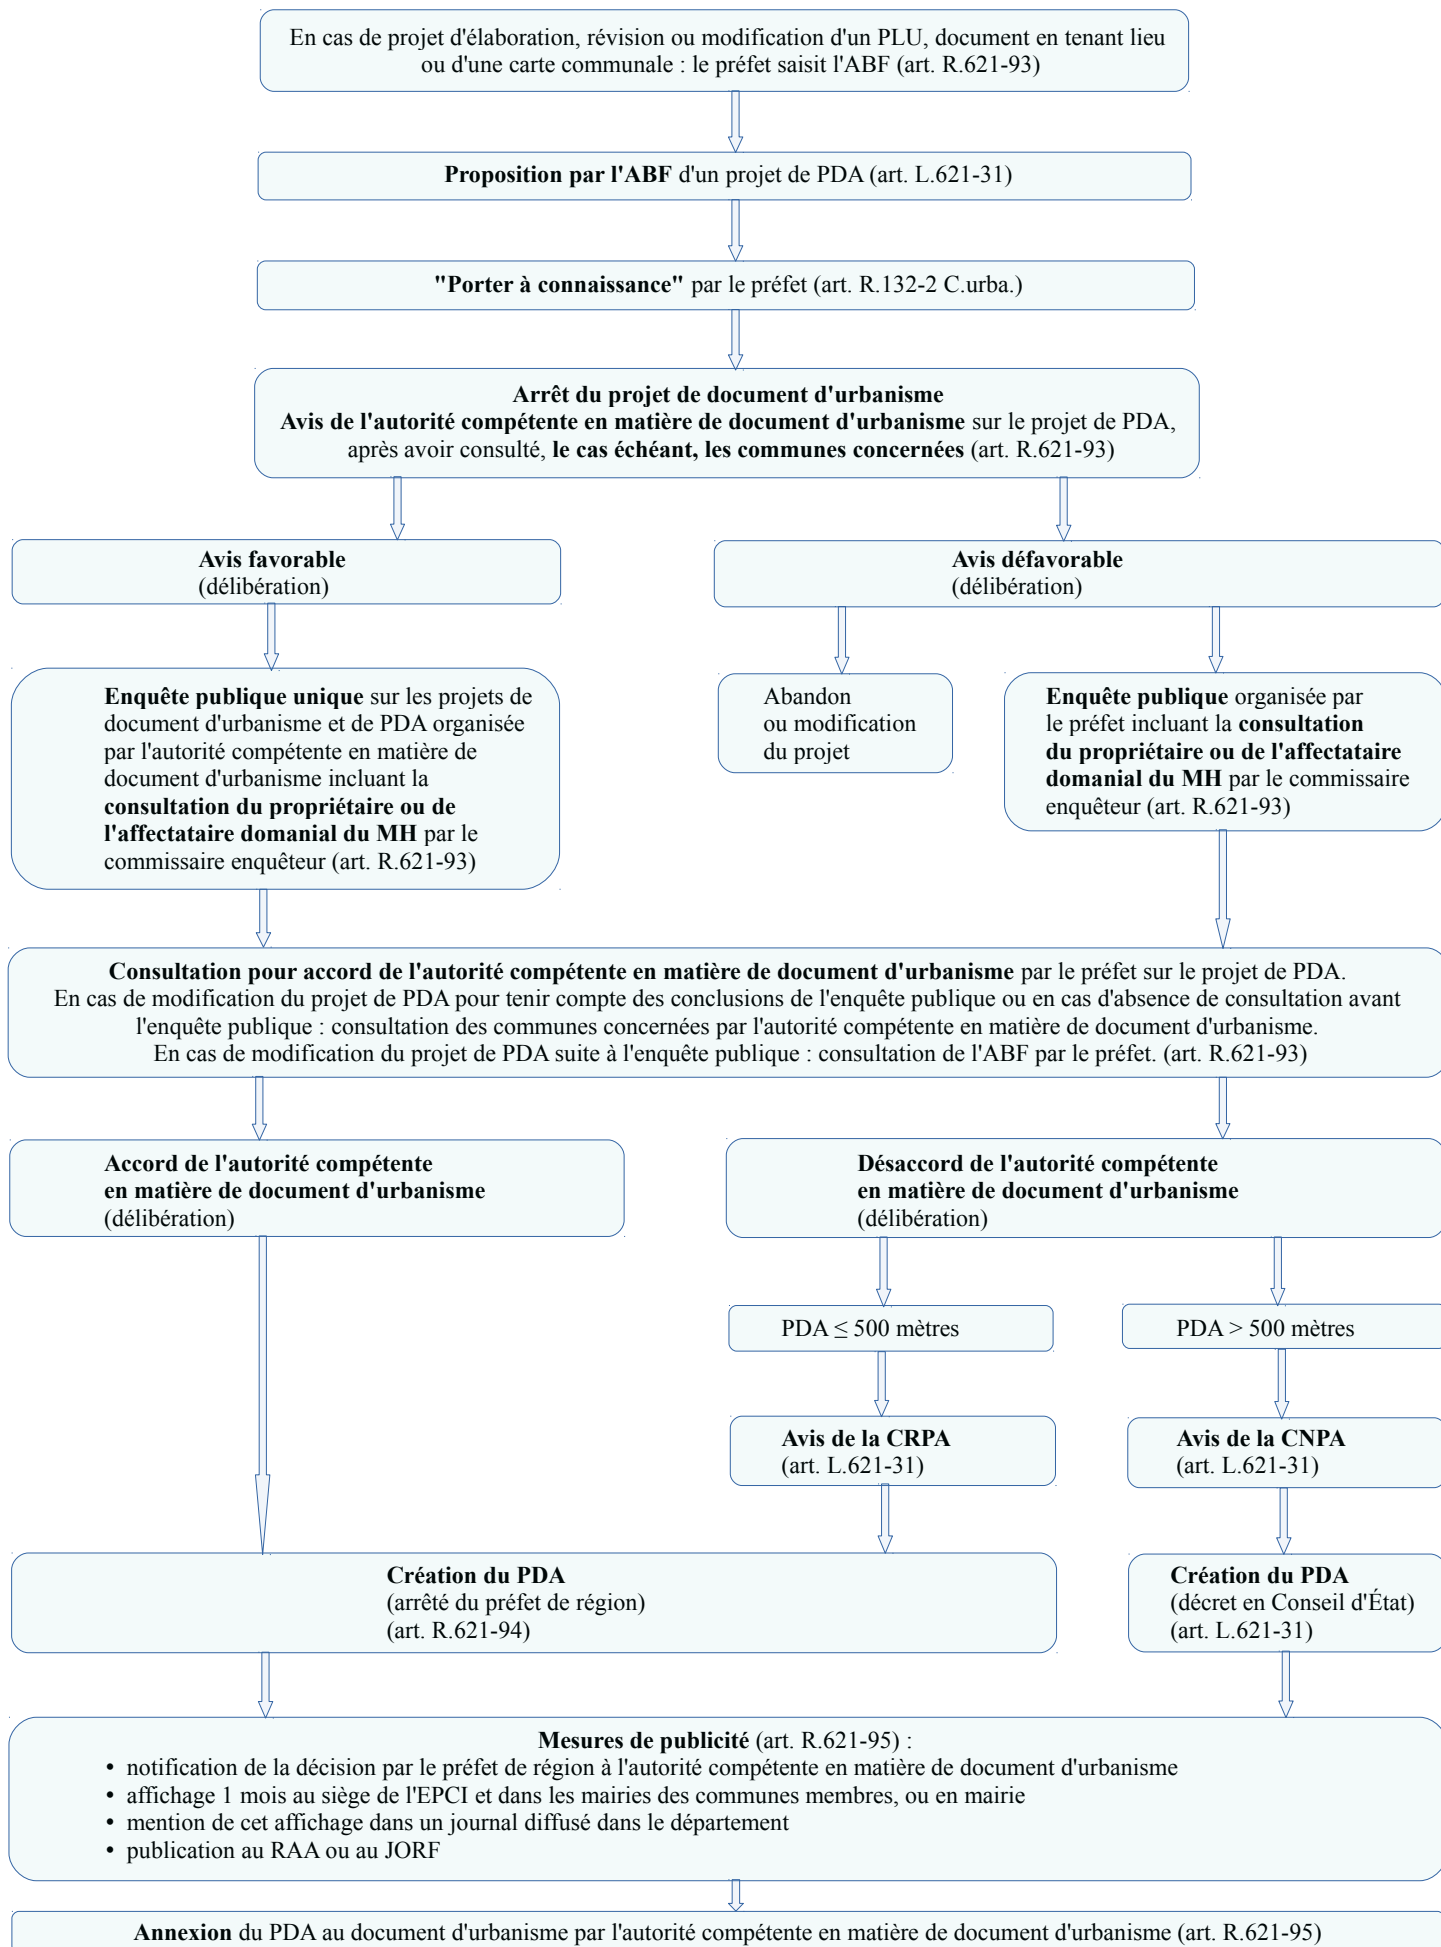 En cas de projet d'élaboration, révision ou modification d'un PLU, document en tenant lieu
ou d'une carte communale : le préfet saisit l'ABF (art. R.621-93)
Proposition par l'ABF d'un projet de PDA (art. L.621-31)
"Porter à connaissance" par le préfet (art. R.132-2 C.urba.)
Arrêt du projet de document d'urbanisme
Avis de l'autorité compétente en matière de document d'urbanisme sur le projet de PDA,
après avoir consulté, le cas échéant, les communes concernées (art. R.621-93)
Avis favorable
(délibération)
Avis défavorable
(délibération)
Enquête publique unique sur les projets de
document d'urbanisme et de PDA organisée
par l'autorité compétente en matière de
document d'urbanisme incluant la
consultation du propriétaire ou de
l'affectataire domanial du MH par le
commissaire enquêteur (art. R.621-93)
Abandon
ou modification
du projet
Enquête publique organisée par
le préfet incluant la consultation
du propriétaire ou de l'affectataire
domanial du MH par le commissaire
enquêteur (art. R.621-93)
Consultation pour accord de l'autorité compétente en matière de document d'urbanisme par le préfet sur le projet de PDA.
En cas de modification du projet de PDA pour tenir compte des conclusions de l'enquête publique ou en cas d'absence de consultation avant
l'enquête publique : consultation des communes concernées par l'autorité compétente en matière de document d'urbanisme.
En cas de modification du projet de PDA suite à l'enquête publique : consultation de l'ABF par le préfet. (art. R.621-93)
Accord de l'autorité compétente
en matière de document d'urbanisme
(délibération)
Désaccord de l'autorité compétente
en matière de document d'urbanisme
(délibération)
PDA ≤ 500 mètres
PDA > 500 mètres
Avis de la CRPA
(art. L.621-31)
Avis de la CNPA
(art. L.621-31)
Création du PDA
(arrêté du préfet de région)
(art. R.621-94)
Création du PDA
(décret en Conseil d'État)
(art. L.621-31)
Mesures de publicité (art. R.621-95) :
• notification de la décision par le préfet de région à l'autorité compétente en matière de document d'urbanisme
• affichage 1 mois au siège de l'EPCI et dans les mairies des communes membres, ou en mairie
• mention de cet affichage dans un journal diffusé dans le département
• publication au RAA ou au JORF
Annexion du PDA au document d'urbanisme par l'autorité compétente en matière de document d'urbanisme (art. R.621-95)